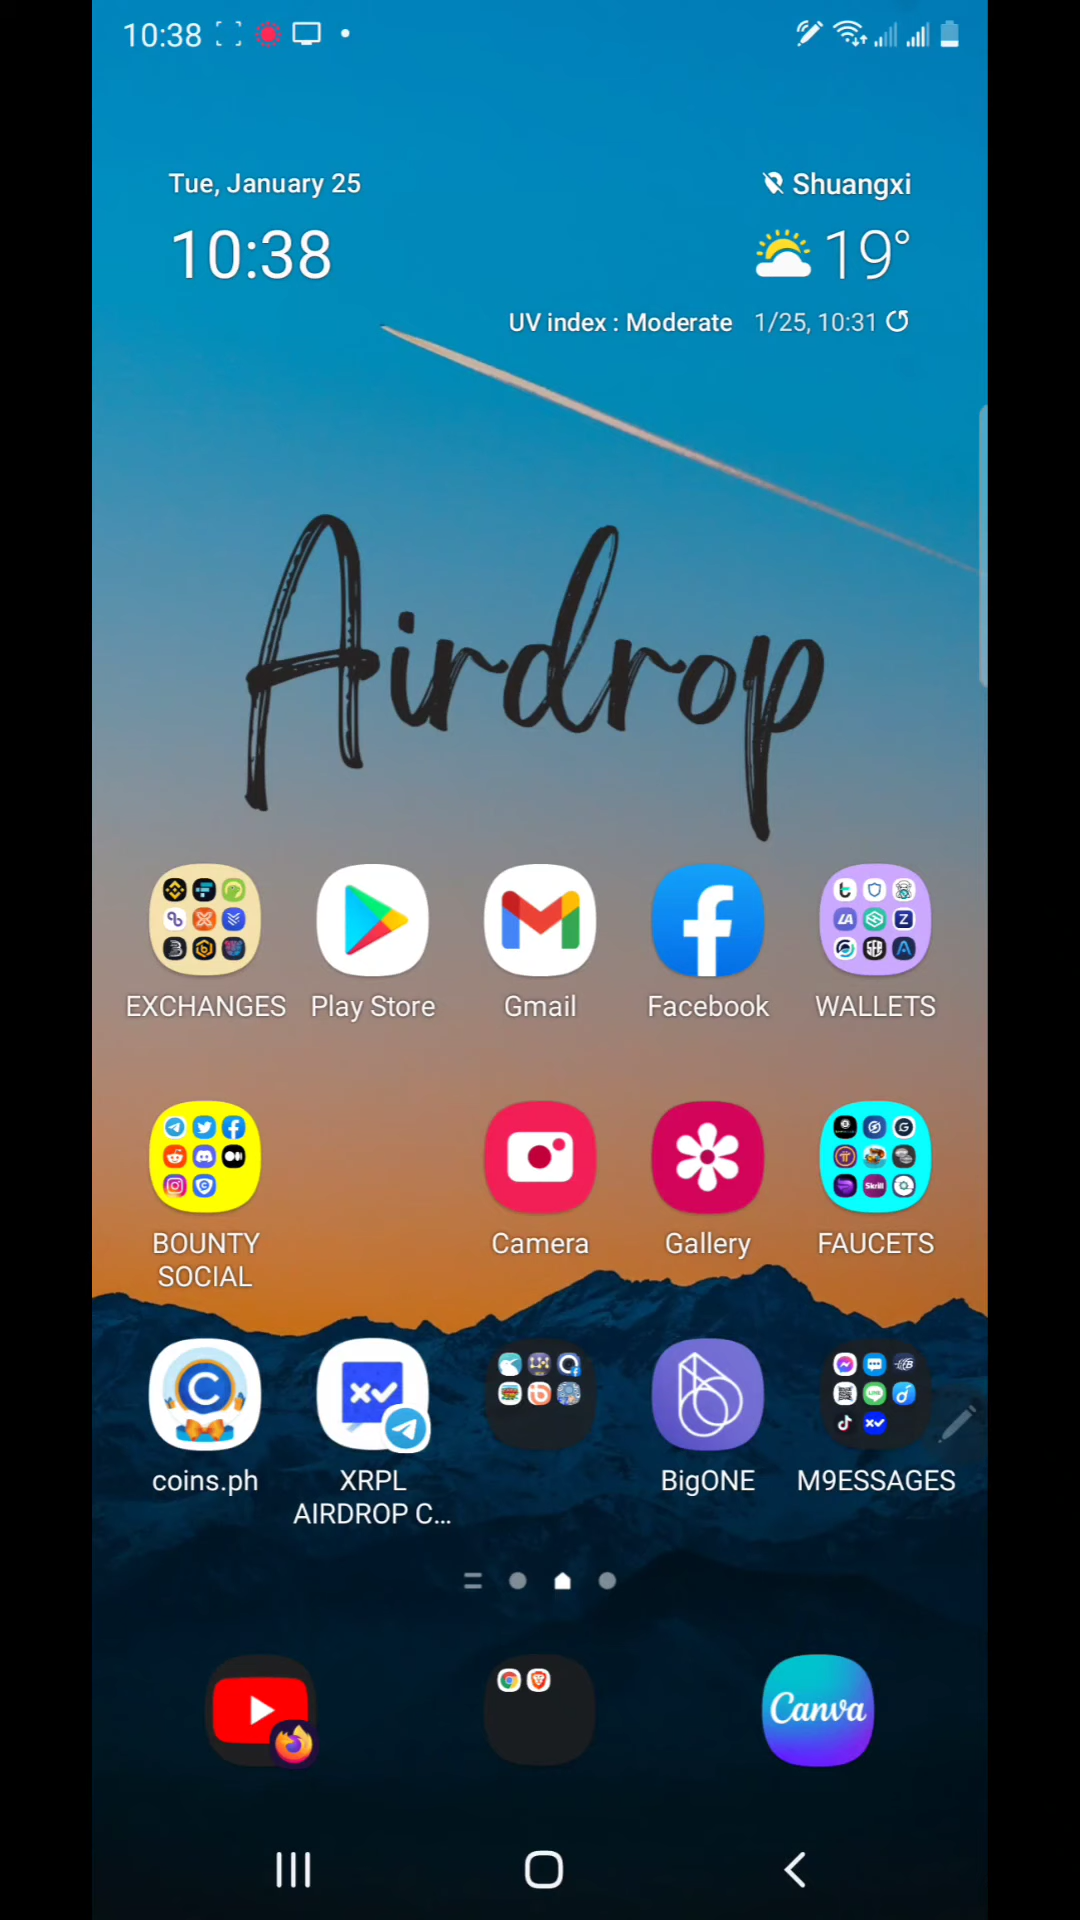 10:38
Tue, January 25
Shuangxi
10:38
19°
UV index : Moderate 1/25, 10:31
Airdrop
EXCHANGES
Play Store
Gmail
Facebook
WALLETS
BOUNTY
SOCIAL
Camera
Gallery
Skrill
FAUCETS
coins.ph
XRPL
AIRDROP C...
BigONE
M9ESSAGES
Canva